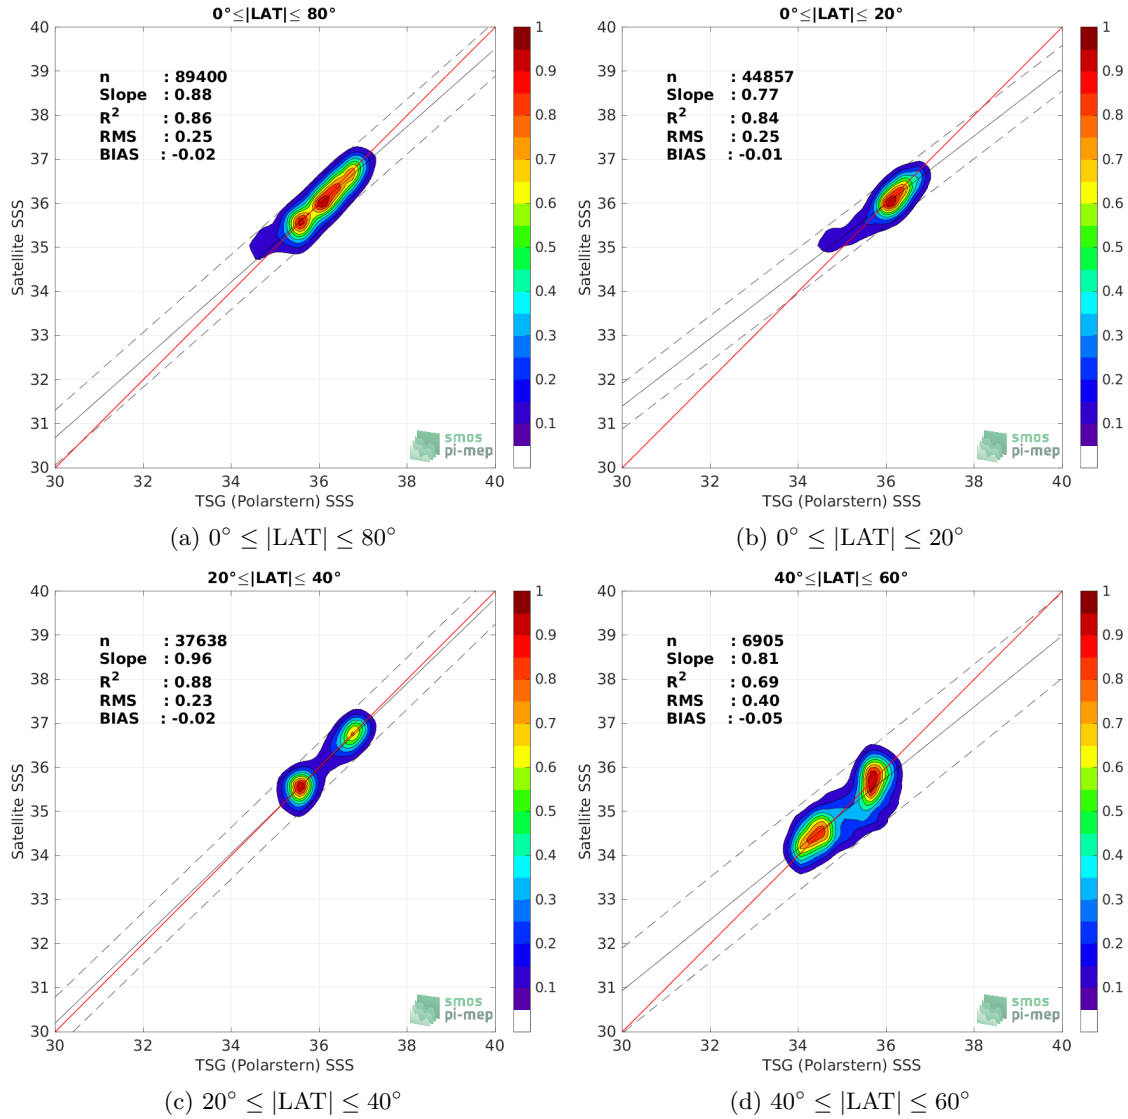 0°≤|LAT|≤ 80°
40
39
38
37
36
35
34
33
32
31
30
Satellite SSS
n : 89400
Slope : 0.88
R² : 0.86
RMS : 0.25
BIAS : -0.02
smos
pi-mep
30 32 34 36 38 40
TSG (Polarstern) SSS
1
0.9
0.8
0.7
0.6
0.5
0.4
0.3
0.2
0.1
(a) 0° ≤ |LAT| ≤ 80°
0°≤|LAT|≤ 20°
40
39
38
37
36
35
34
33
32
31
30
Satellite SSS
n : 44857
Slope : 0.77
R² : 0.84
RMS : 0.25
BIAS : -0.01
smos
pi-mep
30 32 34 36 38 40
TSG (Polarstern) SSS
1
0.9
0.8
0.7
0.6
0.5
0.4
0.3
0.2
0.1
(b) 0° ≤ |LAT| ≤ 20°
20°≤|LAT|≤ 40°
40
39
38
37
36
35
34
33
32
31
30
Satellite SSS
n : 37638
Slope : 0.96
R² : 0.88
RMS : 0.23
BIAS : -0.02
smos
pi-mep
30 32 34 36 38 40
TSG (Polarstern) SSS
1
0.9
0.8
0.7
0.6
0.5
0.4
0.3
0.2
0.1
(c) 20° ≤ |LAT| ≤ 40°
40°≤|LAT|≤ 60°
40
39
38
37
36
35
34
33
32
31
30
Satellite SSS
n : 6905
Slope : 0.81
R² : 0.69
RMS : 0.40
BIAS : -0.05
smos
pi-mep
30 32 34 36 38 40
TSG (Polarstern) SSS
1
0.9
0.8
0.7
0.6
0.5
0.4
0.3
0.2
0.1
(d) 40° ≤ |LAT| ≤ 60°